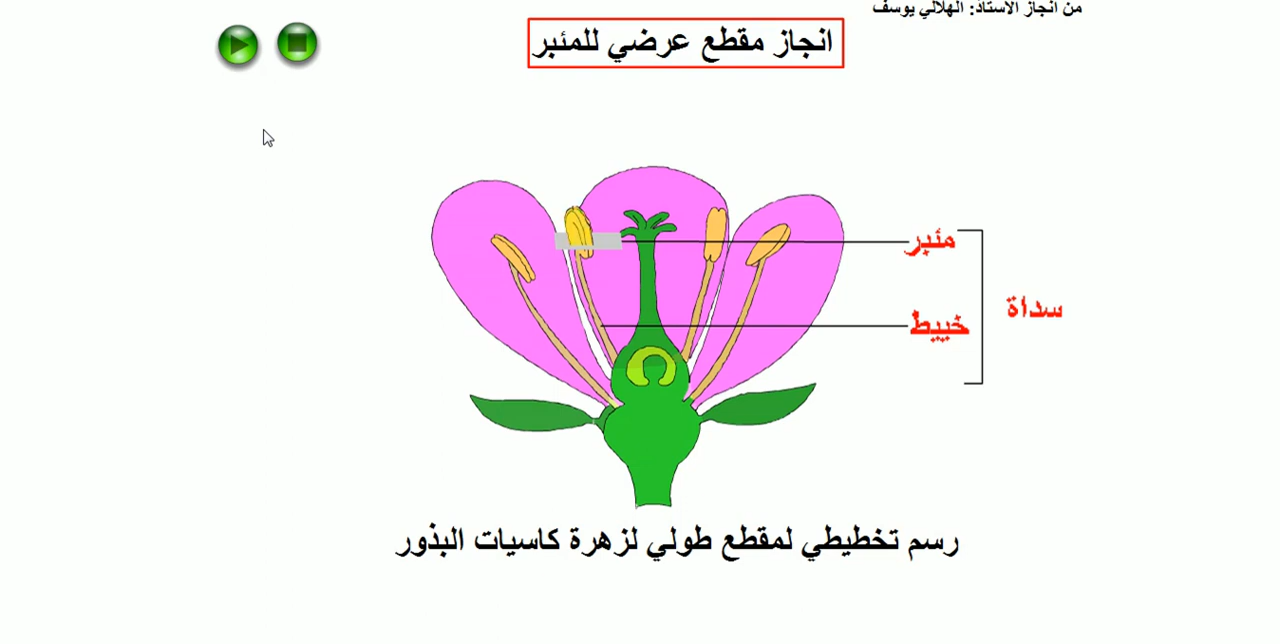 من انجاز الاستاذ: الهلالي يوسف
انجاز مقطع عرضي للمئبر
مئبر
سداة
خييط
رسم تخطيطي لمقطع طولي لزهرة كاسيات البذور